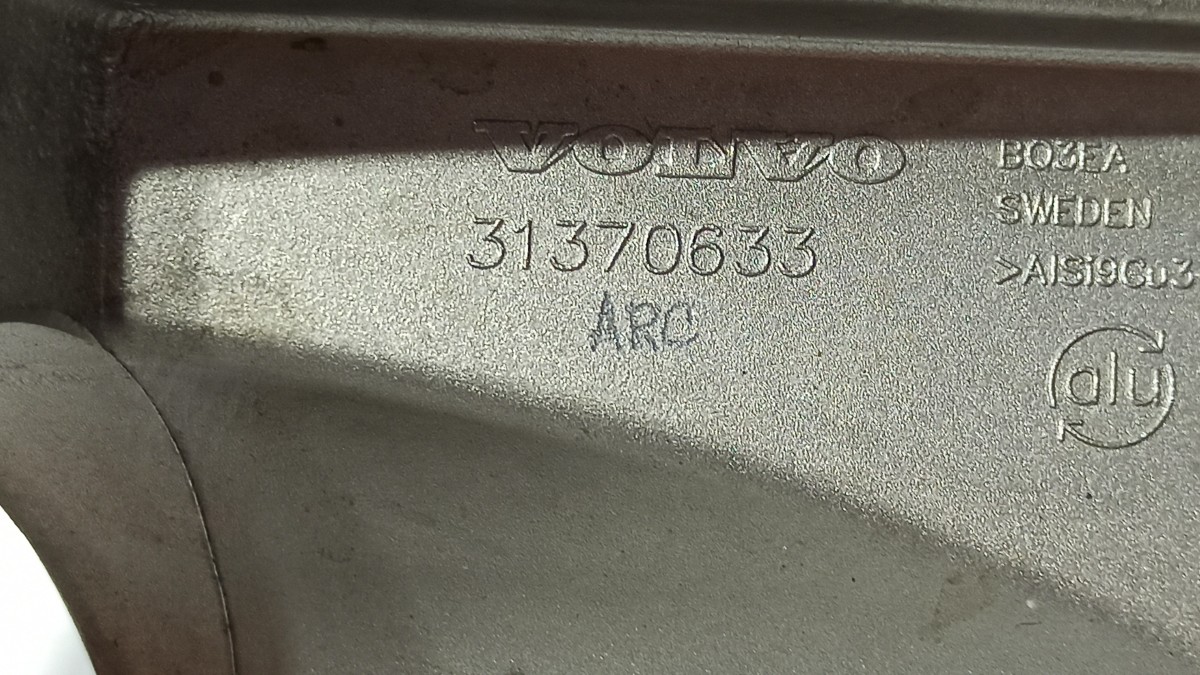 VOLVO
31370633
ARC
BO3EA
SWEDEN
>AlSi9Cu3
alu